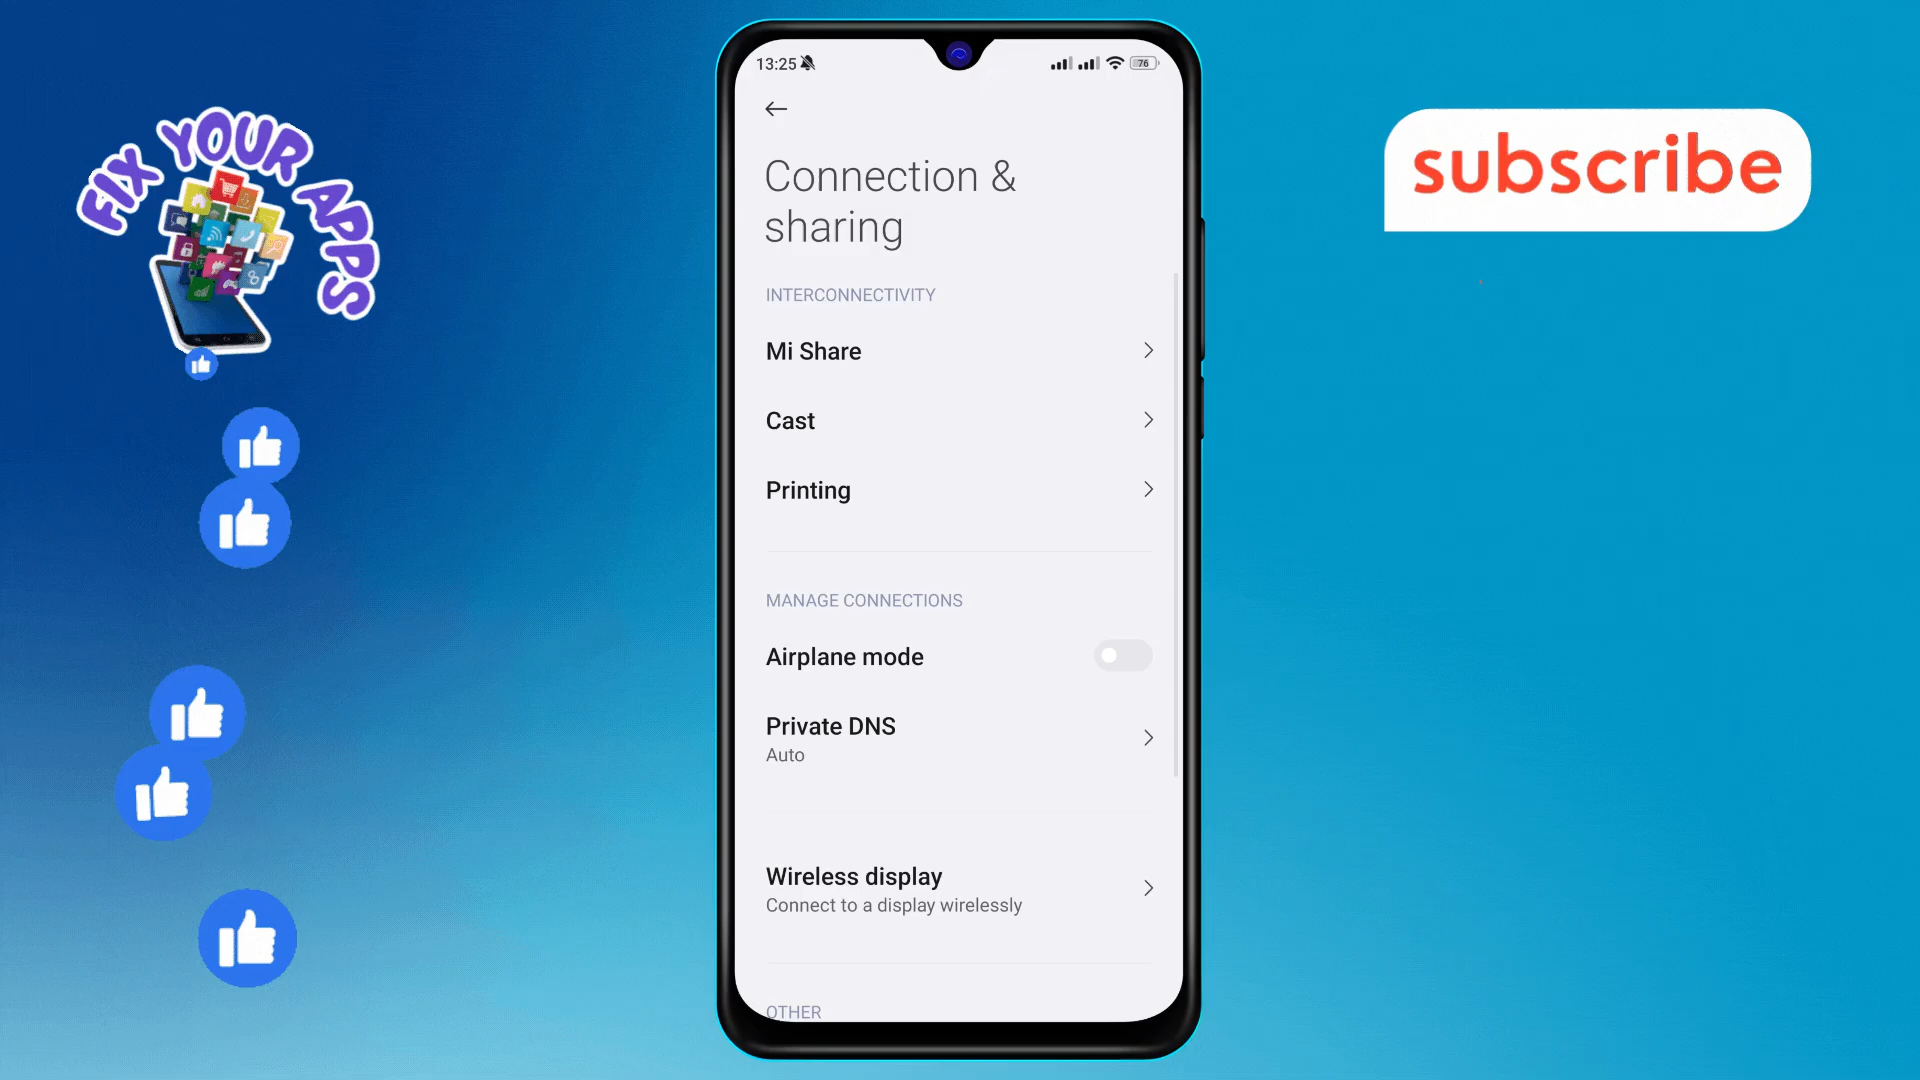 FIX YOUR APPS
subscribe
13:25
76
Connection &
sharing
INTERCONNECTIVITY
Mi Share
Cast
Printing
MANAGE CONNECTIONS
Airplane mode
Private DNS
Auto
Wireless display
Connect to a display wirelessly
OTHER